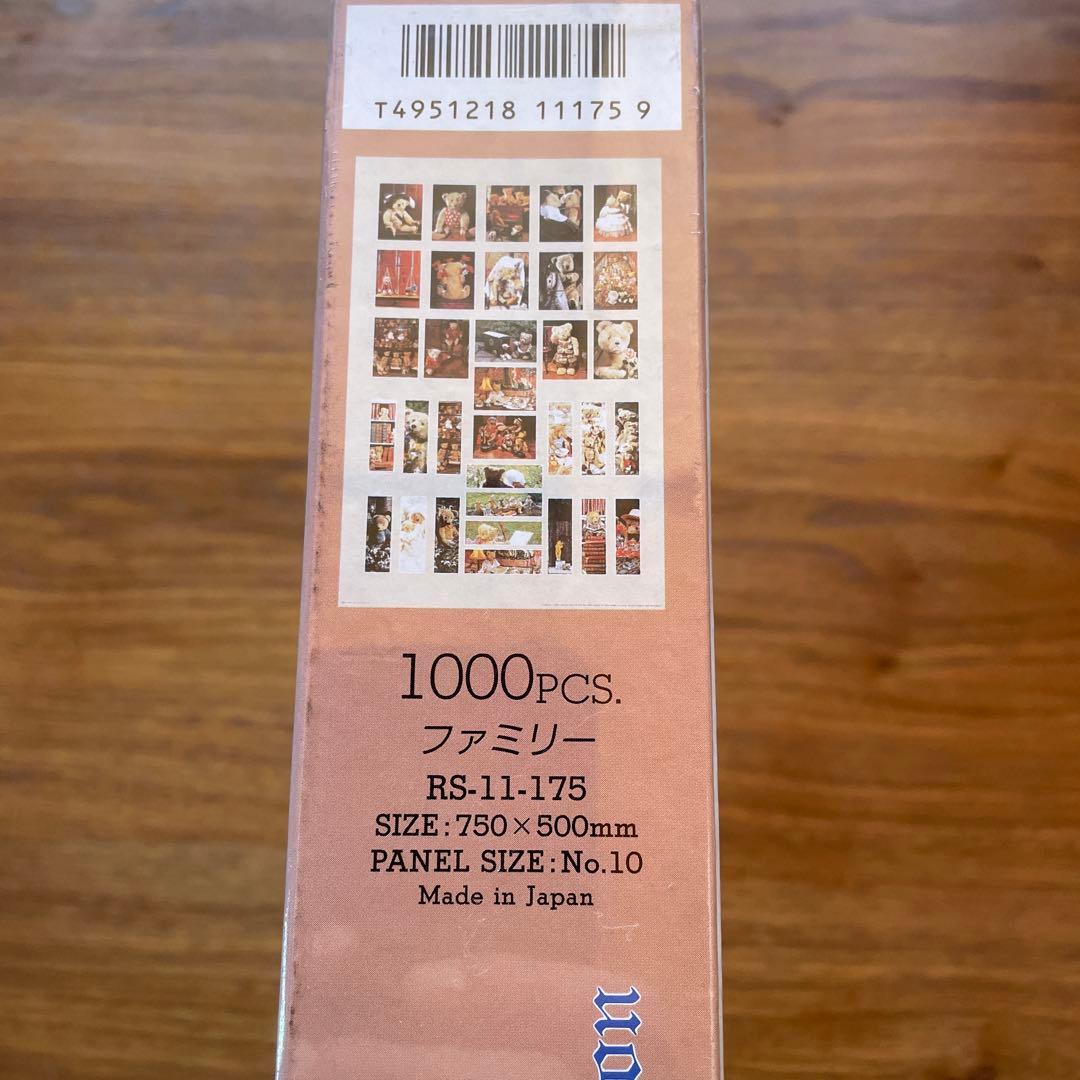 T4951218 11175 9
1000PCS.
ファミリー
RS-11-175
SIZE:750×500mm
PANEL SIZE:No.10
Made in Japan
on